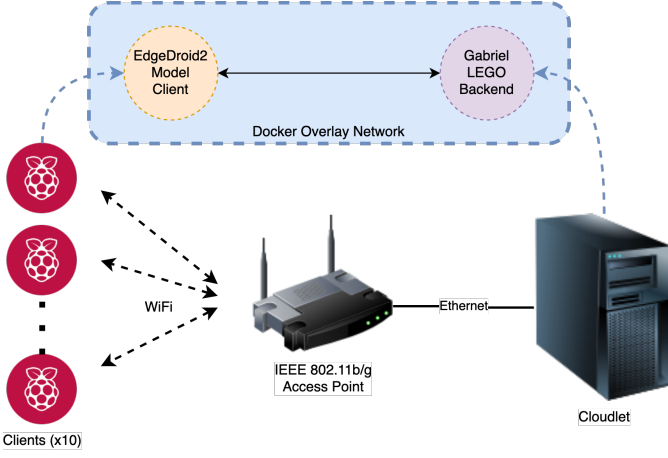 EdgeDroid2
Model
Client
Gabriel
LEGO
Backend
Docker Overlay Network
WiFi
Ethernet
IEEE 802.11b/g
Access Point
Cloudlet
Clients (x10)